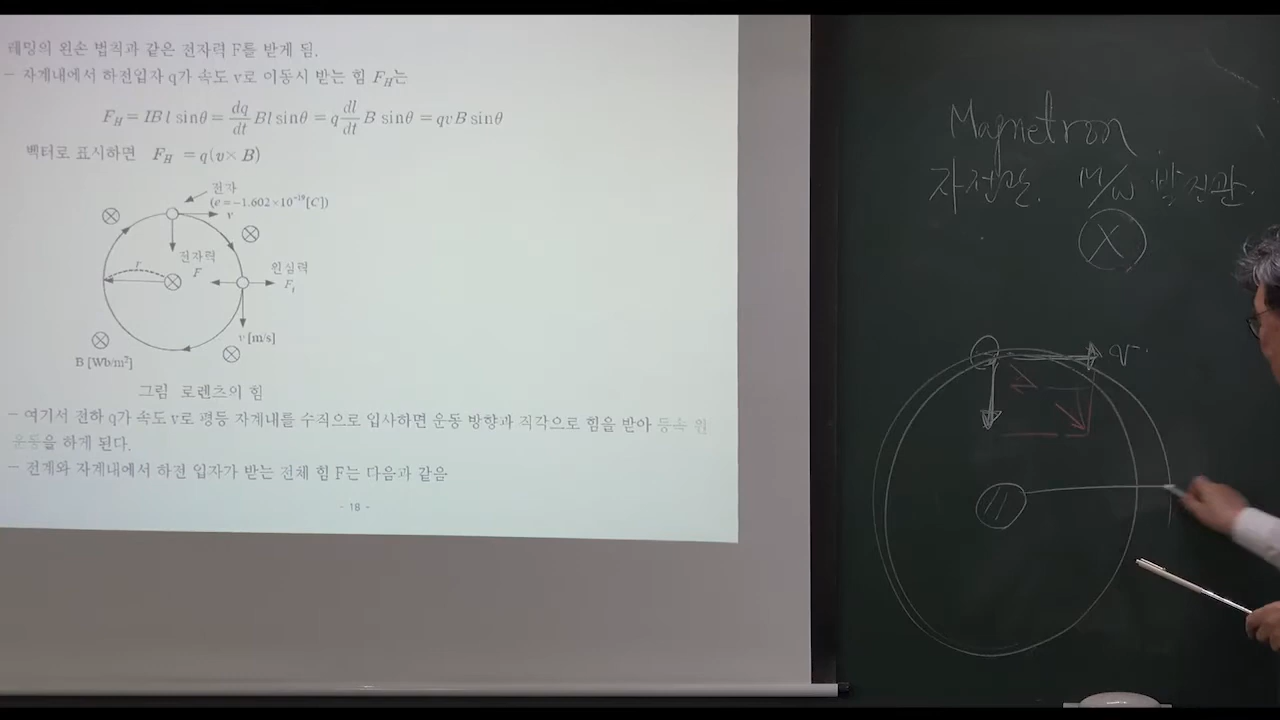 레밍의 왼손 법칙과 같은 전자력 F를 받게 됨.
- 자계내에서 하전입자 q가 속도 v로 이동시 받는 힘 F_H는
F_H = IBl sinθ = dq/dt Bl sinθ = q dl/dt B sinθ = qvB sinθ
벡터로 표시하면 F_H = q(v×B)
전자
(e = −1.602×10⁻¹⁹[C])
v
전자력
F
r
원심력
F_f
v [m/s]
B [Wb/m²]
그림 로렌츠의 힘
- 여기서 전하 q가 속도 v로 평등 자계내를 수직으로 입사하면 운동 방향과 직각으로 힘을 받아 등속 원
운동을 하게 된다.
- 전계와 자계내에서 하전 입자가 받는 전체 힘 F는 다음과 같음
- 18 -
Magnetron
자전관. M/W 발진관.
X
v